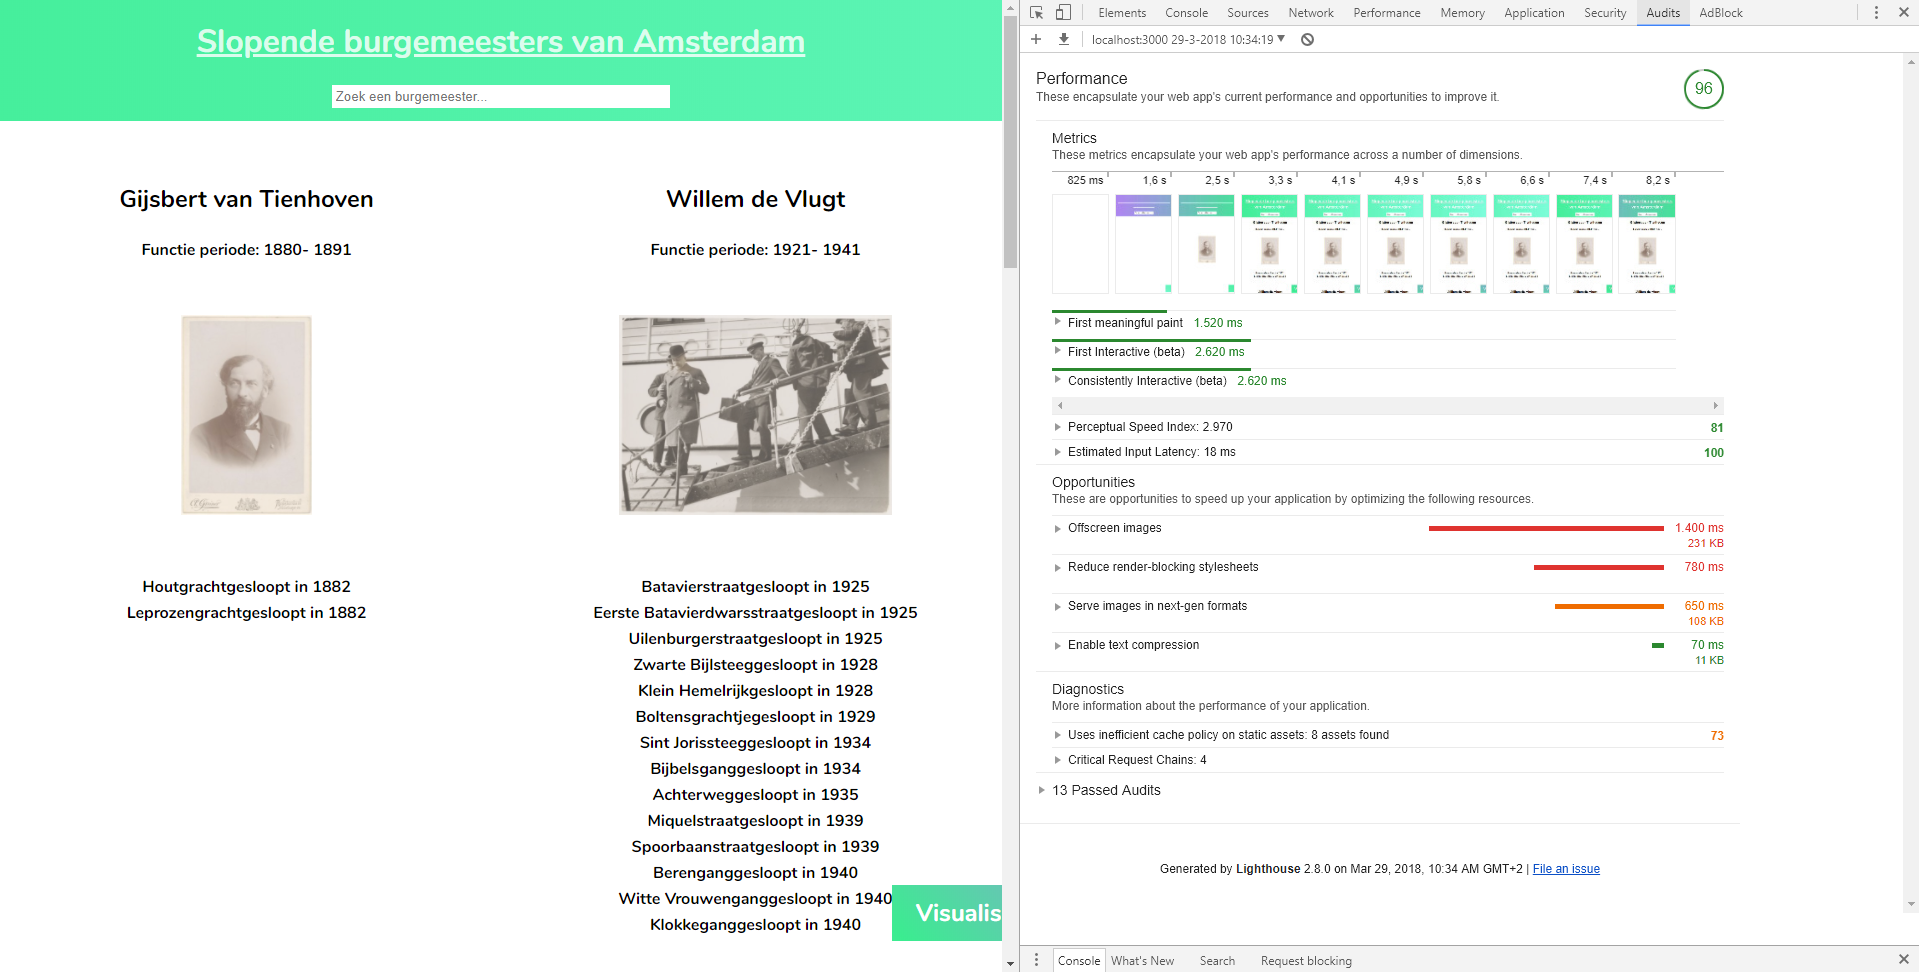 Slopende burgemeesters van Amsterdam
Zoek een burgemeester...
Gijsbert van Tienhoven
Functie periode: 1880- 1891
Houtgrachtgesloopt in 1882
Leprozengrachtgesloopt in 1882
Willem de Vlugt
Functie periode: 1921- 1941
Batavierstraatgesloopt in 1925
Eerste Batavierdwarsstraatgesloopt in 1925
Uilenburgerstraatgesloopt in 1925
Zwarte Bijlsteeggesloopt in 1928
Klein Hemelrijkgesloopt in 1928
Boltensgrachtjegesloopt in 1929
Sint Jorissteeggesloopt in 1934
Bijbelsganggesloopt in 1934
Achterweggesloopt in 1935
Miquelstraatgesloopt in 1939
Spoorbaanstraatgesloopt in 1939
Berenganggesloopt in 1940
Witte Vrouwenganggesloopt in 1940
Klokkeganggesloopt in 1940
Visualis
Elements Console Sources Network Performance Memory Application Security Audits AdBlock
localhost:3000 29-3-2018 10:34:19
Performance
96
These encapsulate your web app's current performance and opportunities to improve it.
Metrics
These metrics encapsulate your web app's performance across a number of dimensions.
825 ms 1,6 s 2,5 s 3,3 s 4,1 s 4,9 s 5,8 s 6,6 s 7,4 s 8,2 s
First meaningful paint 1.520 ms
First Interactive (beta) 2.620 ms
Consistently Interactive (beta) 2.620 ms
Perceptual Speed Index: 2.970 81
Estimated Input Latency: 18 ms 100
Opportunities
These are opportunities to speed up your application by optimizing the following resources.
Offscreen images 1.400 ms
231 KB
Reduce render-blocking stylesheets 780 ms
Serve images in next-gen formats 650 ms
108 KB
Enable text compression 70 ms
11 KB
Diagnostics
More information about the performance of your application.
Uses inefficient cache policy on static assets: 8 assets found 73
Critical Request Chains: 4
13 Passed Audits
Generated by Lighthouse 2.8.0 on Mar 29, 2018, 10:34 AM GMT+2 | File an issue
Console What's New Search Request blocking